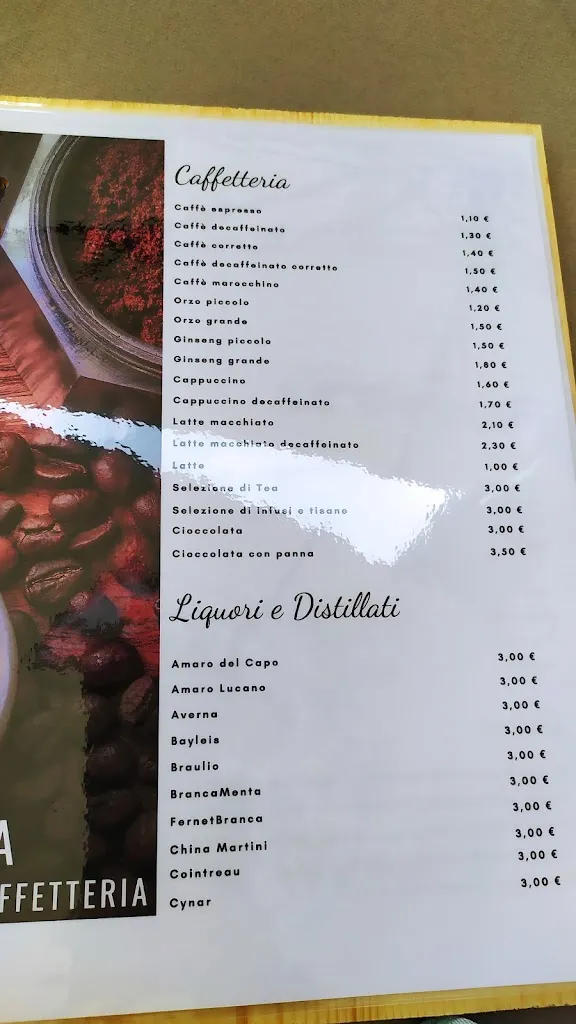 Caffetteria
Caffè espresso 1,10 €
Caffè decaffeinato 1,30 €
Caffè corretto 1,40 €
Caffè decaffeinato corretto 1,50 €
Caffè marocchino 1,40 €
Orzo piccolo 1,20 €
Orzo grande 1,50 €
Ginseng piccolo 1,50 €
Ginseng grande 1,80 €
Cappuccino 1,60 €
Cappuccino decaffeinato 1,70 €
Latte macchiato 2,10 €
Latte macchiato decaffeinato 2,30 €
Latte 1,00 €
Selezione di Tea 3,00 €
Selezione di infusi e tisane 3,00 €
Cioccolata 3,00 €
Cioccolata con panna 3,50 €
Liquori e Distillati
Amaro del Capo 3,00 €
Amaro Lucano 3,00 €
Averna 3,00 €
Bayleis 3,00 €
Braulio 3,00 €
BrancaMenta 3,00 €
FernetBranca 3,00 €
China Martini 3,00 €
Cointreau 3,00 €
Cynar 3,00 €
A
FFETTERIA